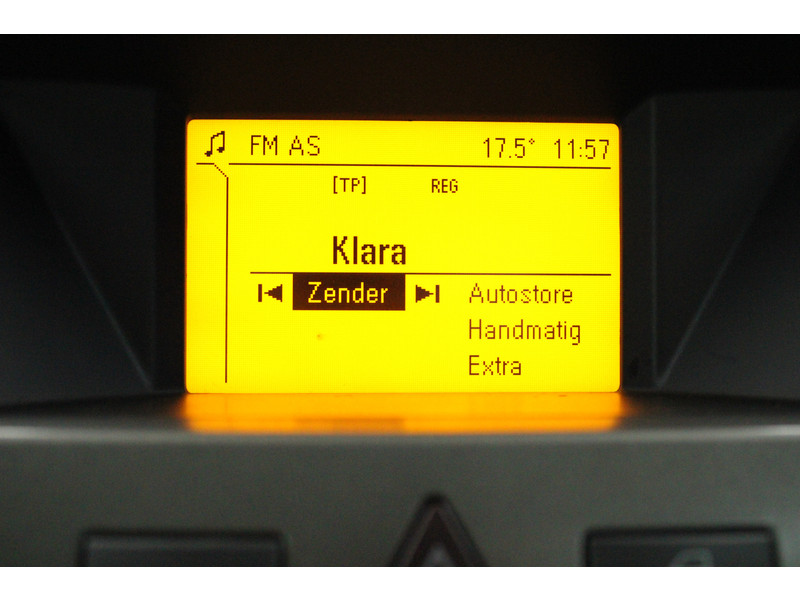 FM AS 17.5° 11:57
[TP] REG
Klara
Zender Autostore
Handmatig
Extra